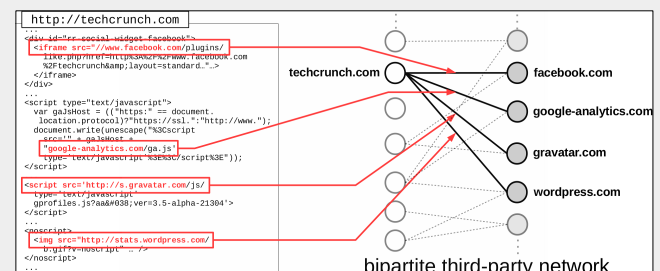 http://techcrunch.com
...
<div id="rr-social-widget-facebook">
<iframe src="//www.facebook.com/plugins/
like.php?href=http%3A%2F%2Fwww.facebook.com
%2Ftechcrunch&amp;layout=standard…"…>
</iframe>
</div>
...
<script type="text/javascript">
var gaJsHost = (("https:" == document.
location.protocol)?"https://ssl.":"http://www.");
document.write(unescape("%3Cscript
src='" + gaJsHost +
"google-analytics.com/ga.js'
type='text/javascript'%3E%3C/script%3E"));
</script>
<script src='http://s.gravatar.com/js/
type='text/javascript'
gprofiles.js?aa&#038;ver=3.5-alpha-21304'>
</script>
...
<noscript>
<img src="http://stats.wordpress.com/
b.gif?v=noscript" … />
</noscript>
...
techcrunch.com
facebook.com
google-analytics.com
gravatar.com
wordpress.com
bipartite third-party network